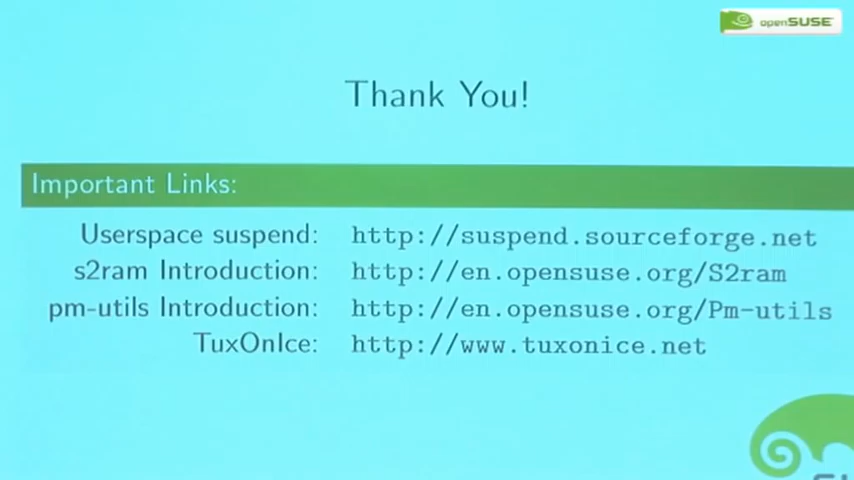 openSUSE
Thank You!
Important Links:
Userspace suspend: http://suspend.sourceforge.net
s2ram Introduction: http://en.opensuse.org/S2ram
pm-utils Introduction: http://en.opensuse.org/Pm-utils
TuxOnIce: http://www.tuxonice.net